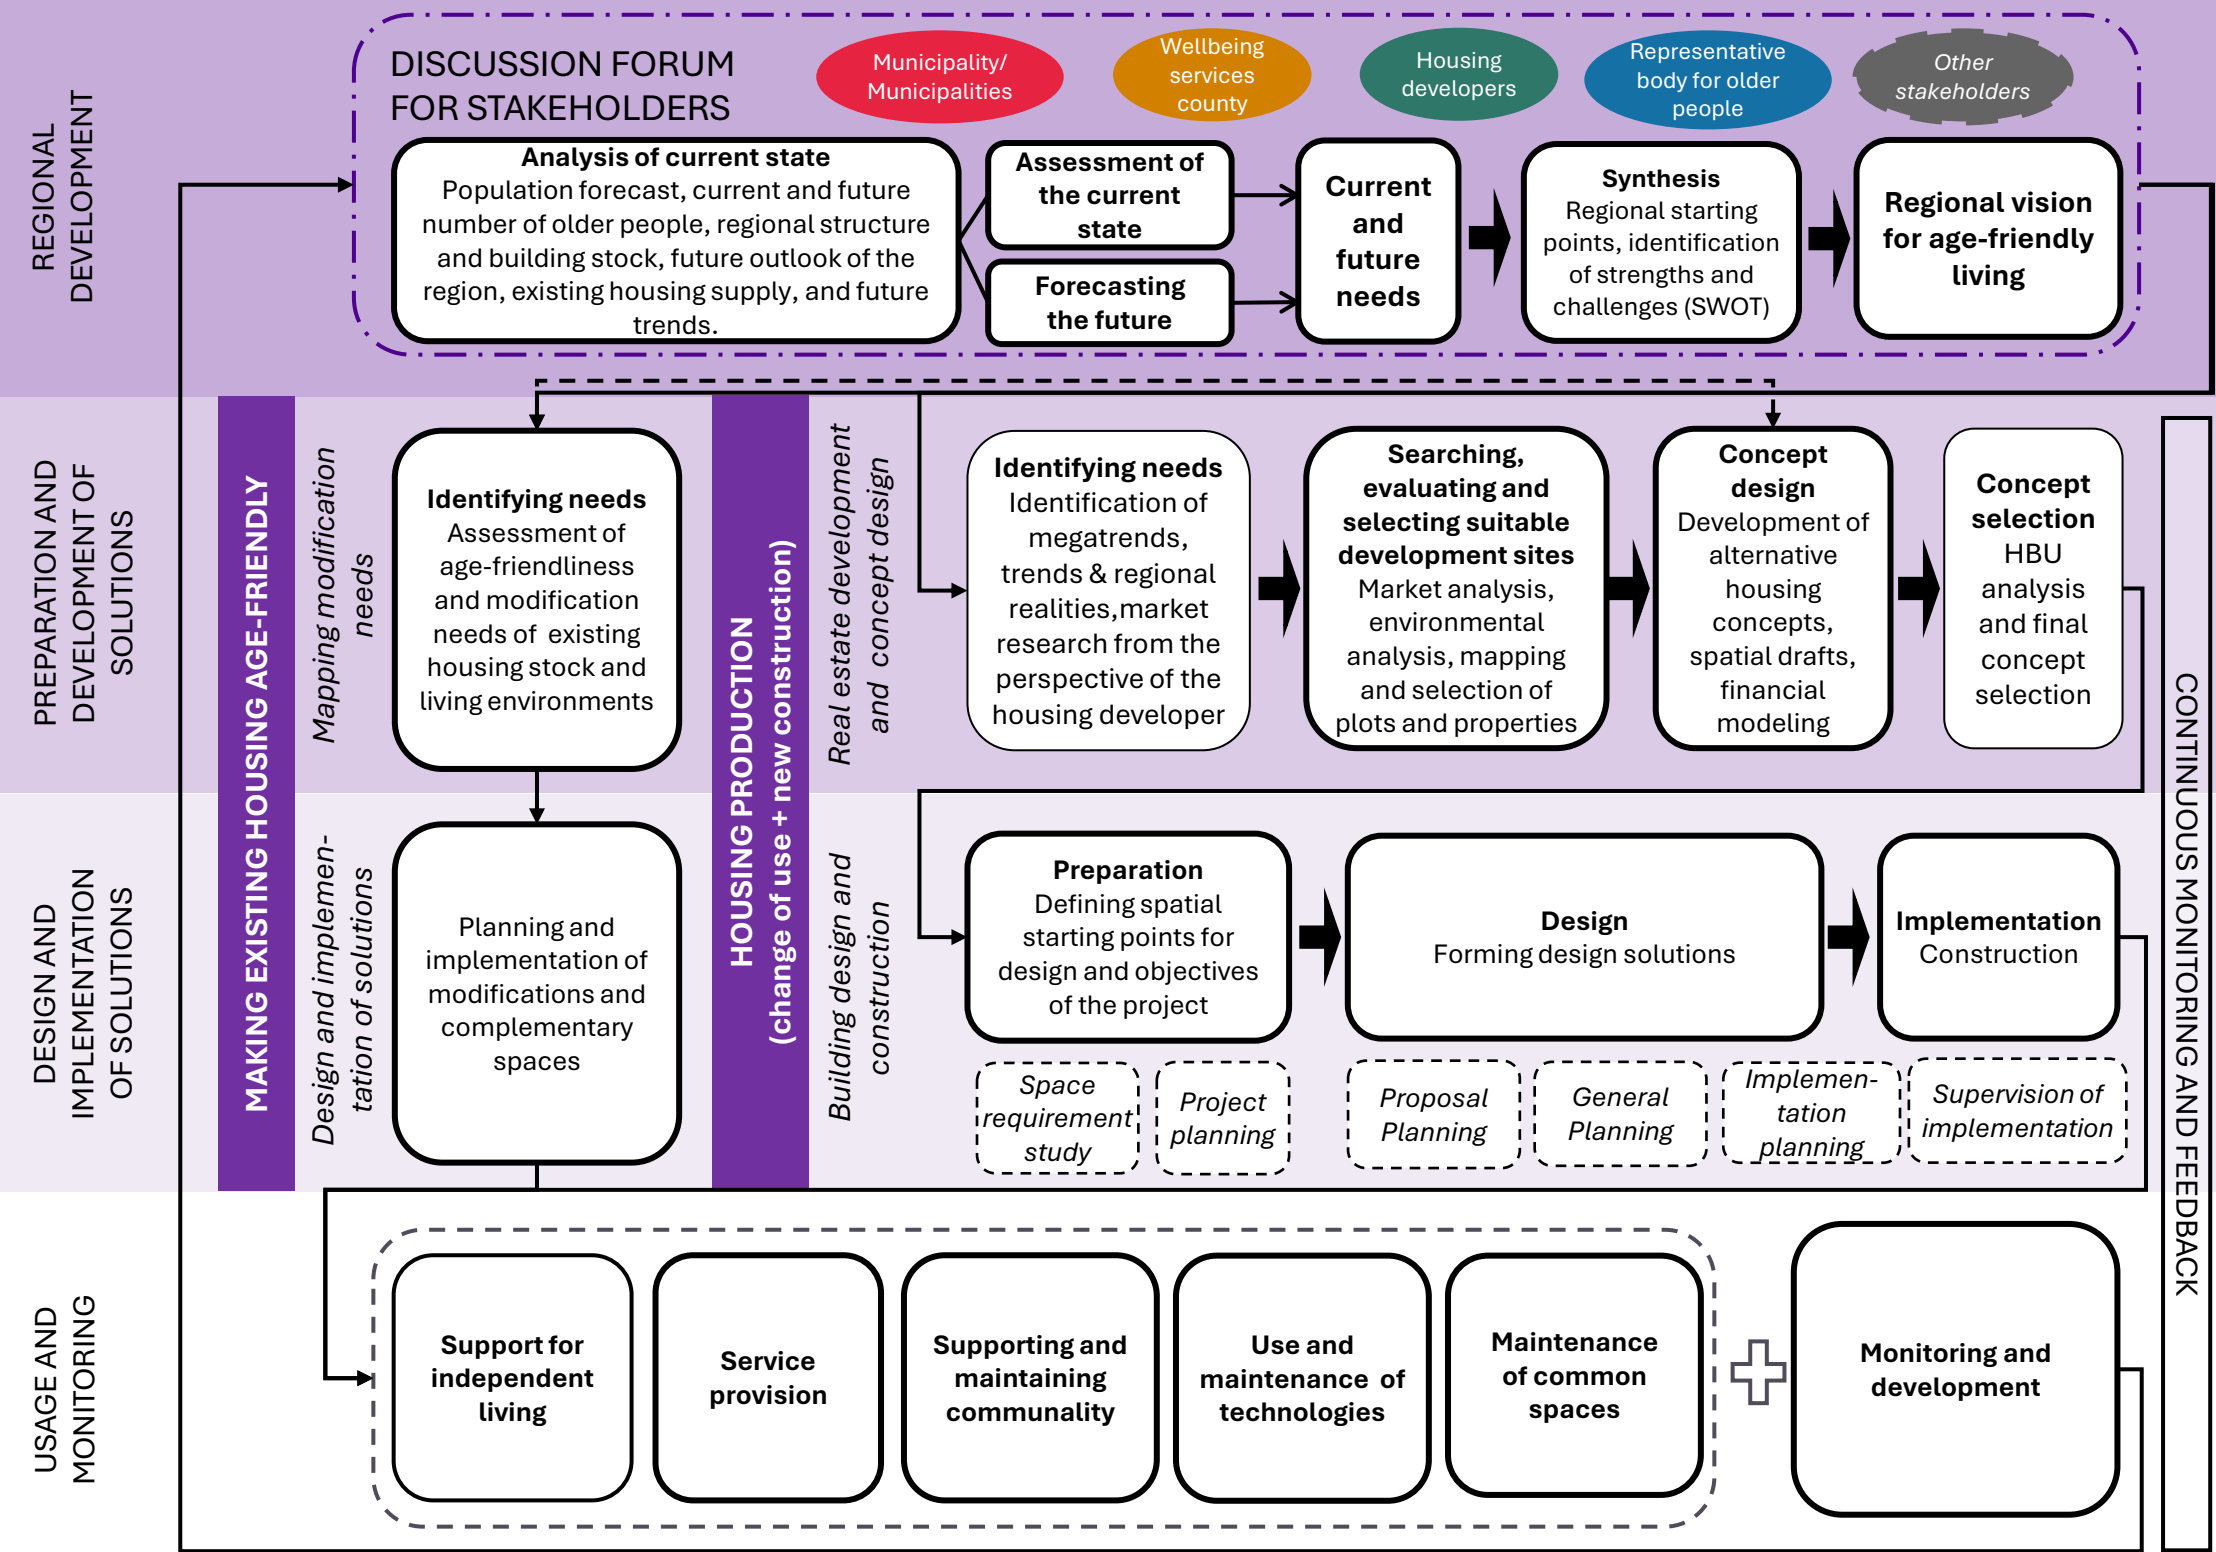 REGIONAL
DEVELOPMENT
DISCUSSION FORUM
FOR STAKEHOLDERS
Municipality/
Municipalities
Wellbeing
services
county
Housing
developers
Representative
body for older
people
Other
stakeholders
Analysis of current state
Population forecast, current and future
number of older people, regional structure
and building stock, future outlook of the
region, existing housing supply, and future
trends.
Assessment of
the current
state
Forecasting
the future
Current
and
future
needs
Synthesis
Regional starting
points, identification
of strengths and
challenges (SWOT)
Regional vision
for age-friendly
living
PREPARATION AND
DEVELOPMENT OF
SOLUTIONS
MAKING EXISTING HOUSING AGE-FRIENDLY
Mapping modification
needs
Identifying needs
Assessment of
age-friendliness
and modification
needs of existing
housing stock and
living environments
HOUSING PRODUCTION
(change of use + new construction)
Real estate development
and concept design
Identifying needs
Identification of
megatrends,
trends & regional
realities,market
research from the
perspective of the
housing developer
Searching,
evaluating and
selecting suitable
development sites
Market analysis,
environmental
analysis, mapping
and selection of
plots and properties
Concept
design
Development of
alternative
housing
concepts,
spatial drafts,
financial
modeling
Concept
selection
HBU
analysis
and final
concept
selection
CONTINUOUS MONITORING AND FEEDBACK
DESIGN AND
IMPLEMENTATION
OF SOLUTIONS
Design and implemen-
tation of solutions
Planning and
implementation of
modifications and
complementary
spaces
Building design and
construction
Preparation
Defining spatial
starting points for
design and objectives
of the project
Design
Forming design solutions
Implementation
Construction
Space
requirement
study
Project
planning
Proposal
Planning
General
Planning
Implemen-
tation
planning
Supervision of
implementation
USAGE AND
MONITORING
Support for
independent
living
Service
provision
Supporting and
maintaining
communality
Use and
maintenance of
technologies
Maintenance
of common
spaces
Monitoring and
development